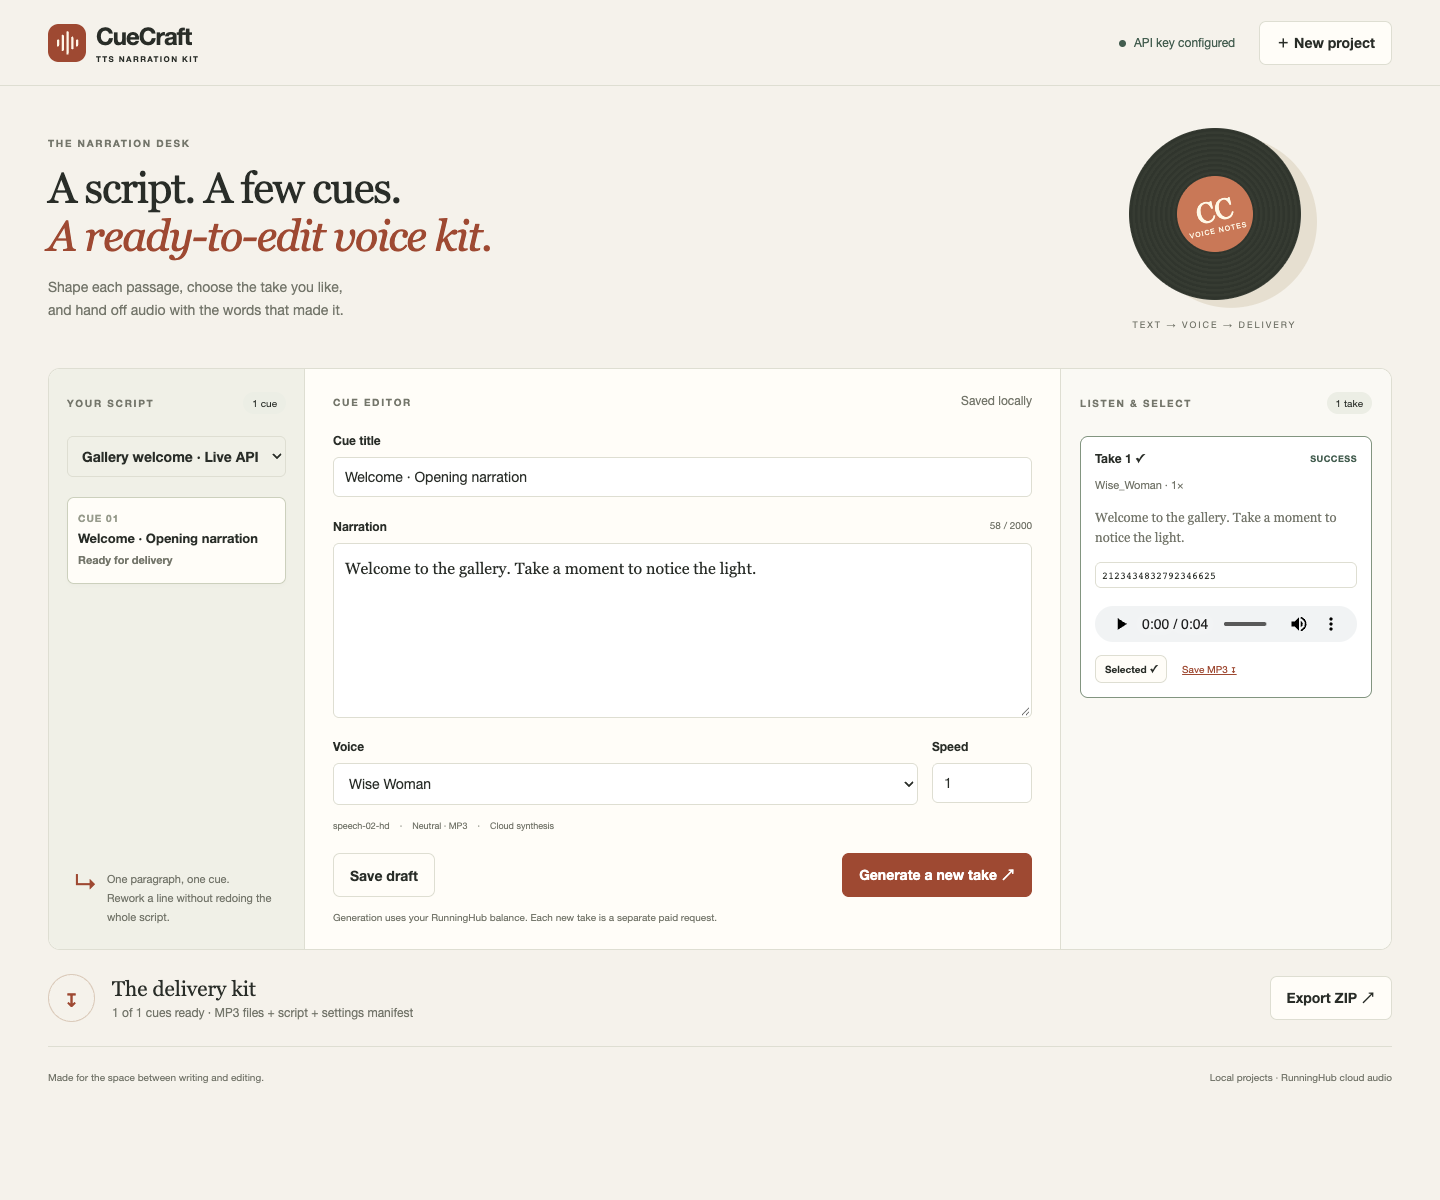 CueCraft
TTS NARRATION KIT
API key configured
+ New project
THE NARRATION DESK
A script. A few cues.
A ready-to-edit voice kit.
Shape each passage, choose the take you like,
and hand off audio with the words that made it.
CC
VOICE NOTES
TEXT → VOICE → DELIVERY
YOUR SCRIPT
1 cue
Gallery welcome · Live API
CUE 01
Welcome · Opening narration
Ready for delivery
One paragraph, one cue.
Rework a line without redoing the
whole script.
CUE EDITOR
Saved locally
Cue title
Welcome · Opening narration
Narration
58 / 2000
Welcome to the gallery. Take a moment to notice the light.
Voice
Speed
Wise Woman
1
speech-02-hd · Neutral · MP3 · Cloud synthesis
Save draft
Generate a new take ↗
Generation uses your RunningHub balance. Each new take is a separate paid request.
LISTEN & SELECT
1 take
Take 1 ✓
SUCCESS
Wise_Woman · 1×
Welcome to the gallery. Take a moment to
notice the light.
2123434832792346625
0:00 / 0:04
Selected ✓
Save MP3 ↧
The delivery kit
1 of 1 cues ready · MP3 files + script + settings manifest
Export ZIP ↗
Made for the space between writing and editing.
Local projects · RunningHub cloud audio